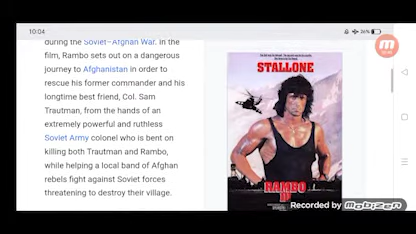 10:04
26%
during the Soviet–Afghan War. In the
film, Rambo sets out on a dangerous
journey to Afghanistan in order to
rescue his former commander and his
longtime best friend, Col. Sam
Trautman, from the hands of an
extremely powerful and ruthless
Soviet Army colonel who is bent on
killing both Trautman and Rambo,
while helping a local band of Afghan
rebels fight against Soviet forces
threatening to destroy their village.
STALLONE
RAMBO
III
Recorded by mobizen